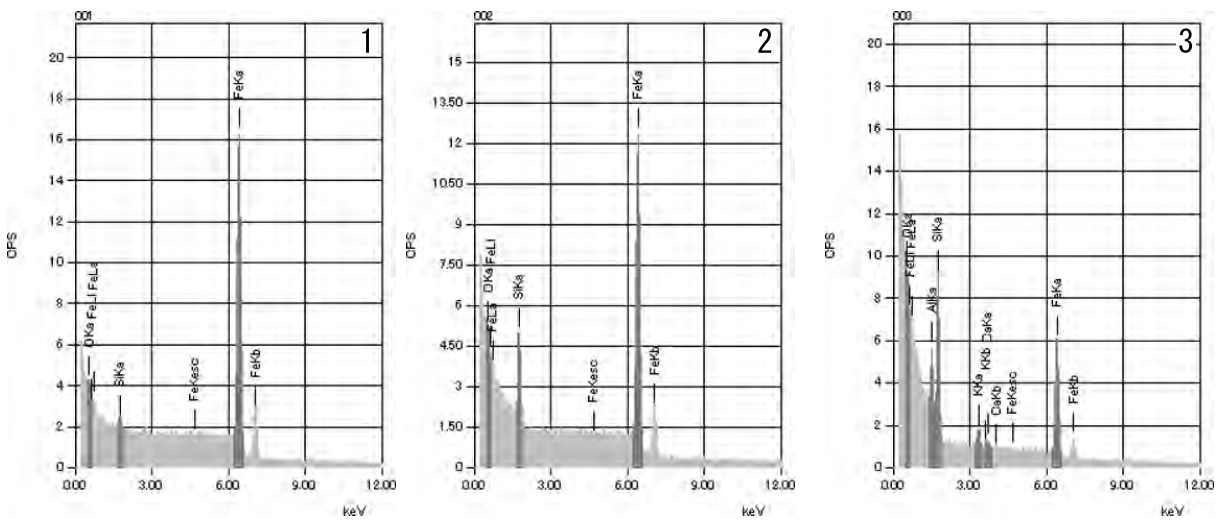 001
1
CPS
20
18
16
14
12
10
8
6
4
2
0
0.00 3.00 6.00 9.00 12.00
keV
OKa FeLl FeLa
SiKa
FeKesc
FeKa
FeKb
002
2
CPS
15
13.50
12
10.50
9
7.50
6
4.50
3
1.50
0
0.00 3.00 6.00 9.00 12.00
keV
OKa FeLl
FeLa
SiKa
FeKesc
FeKa
FeKb
003
3
CPS
20
18
16
14
12
10
8
6
4
2
0
0.00 3.00 6.00 9.00 12.00
keV
OKa
FeLl FeLa
AlKa
SiKa
KKa
KKb CaKa
CaKb
FeKesc
FeKa
FeKb